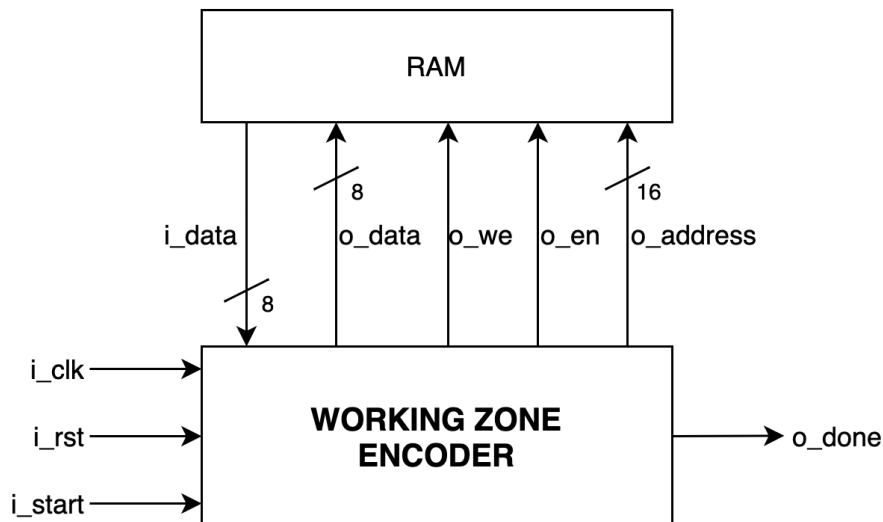 RAM
8
16
i_data
o_data
o_we
o_en
o_address
8
i_clk
i_rst
i_start
WORKING ZONE
ENCODER
o_done